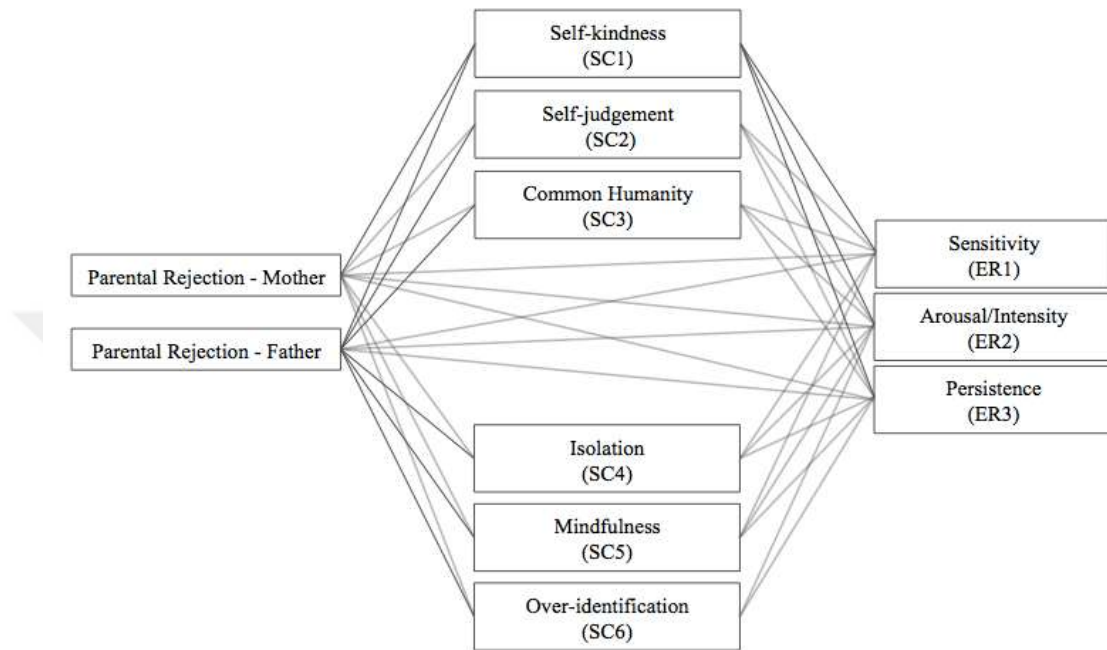 Self-kindness
(SC1)
Self-judgement
(SC2)
Common Humanity
(SC3)
Parental Rejection - Mother
Parental Rejection - Father
Sensitivity
(ER1)
Arousal/Intensity
(ER2)
Persistence
(ER3)
Isolation
(SC4)
Mindfulness
(SC5)
Over-identification
(SC6)